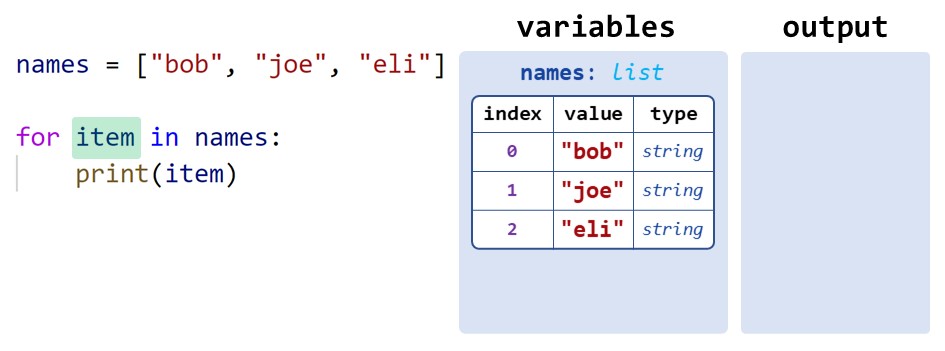 names = ["bob", "joe", "eli"]
for item in names:
    print(item)
variables
names: list
index value type
0 "bob" string
1 "joe" string
2 "eli" string
output